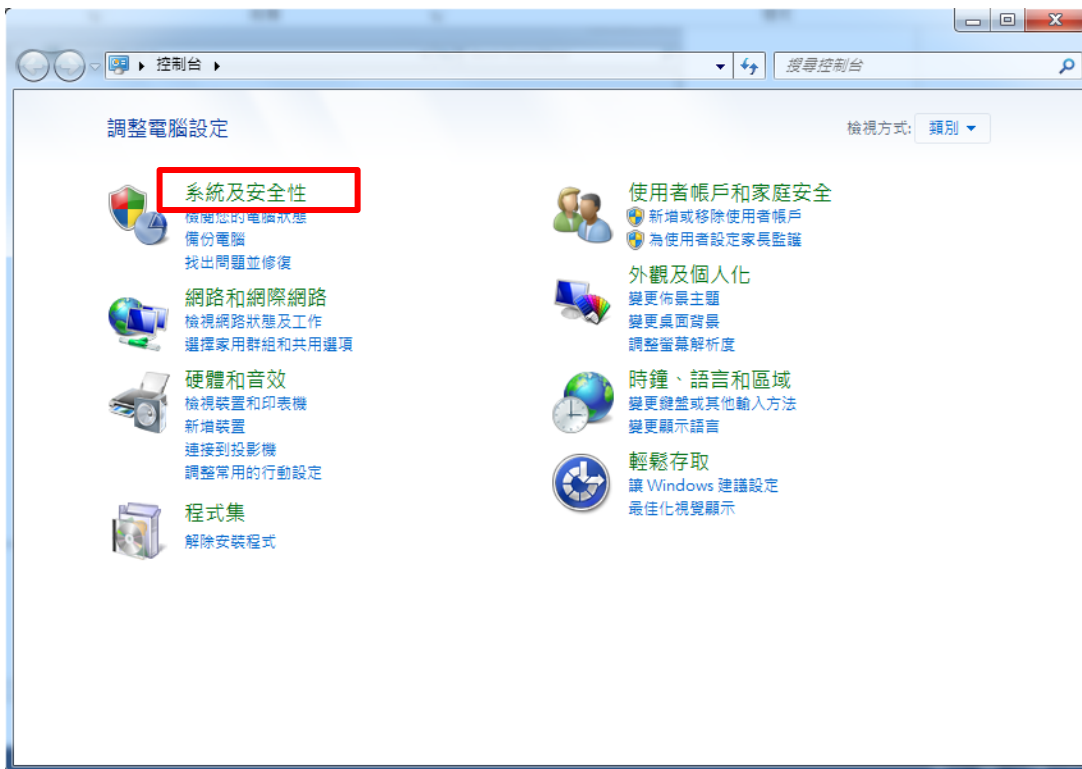 控制台
搜尋控制台
調整電腦設定
檢視方式: 類別
系統及安全性
檢閱您的電腦狀態
備份電腦
找出問題並修復
網路和網際網路
檢視網路狀態及工作
選擇家用群組和共用選項
硬體和音效
檢視裝置和印表機
新增裝置
連接到投影機
調整常用的行動設定
程式集
解除安裝程式
使用者帳戶和家庭安全
新增或移除使用者帳戶
為使用者設定家長監護
外觀及個人化
變更佈景主題
變更桌面背景
調整螢幕解析度
時鐘、語言和區域
變更鍵盤或其他輸入方法
變更顯示語言
輕鬆存取
讓 Windows 建議設定
最佳化視覺顯示